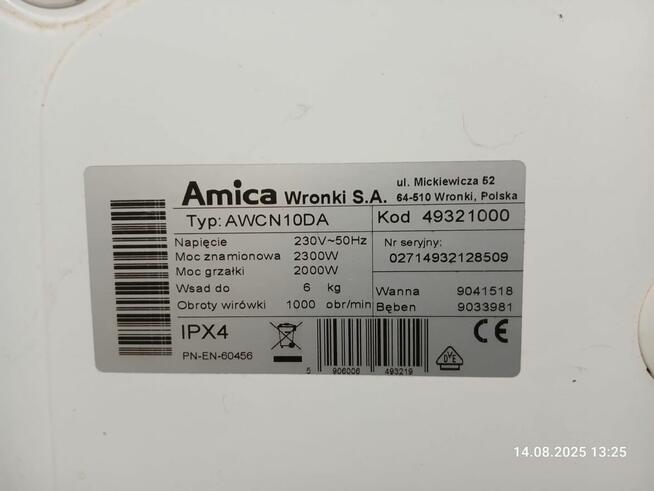 Amica Wronki S.A. ul. Mickiewicza 52
64-510 Wronki, Polska
Typ: AWCN10DA Kod 49321000
Napięcie 230V~50Hz
Moc znamionowa 2300W
Moc grzałki 2000W
Wsad do 6 kg
Obroty wirówki 1000 obr/min
Nr seryjny:
02714932128509
Wanna 9041518
Bęben 9033981
IPX4
PN-EN-60456
5 906006 493219
DVE
CE
14.08.2025 13:25